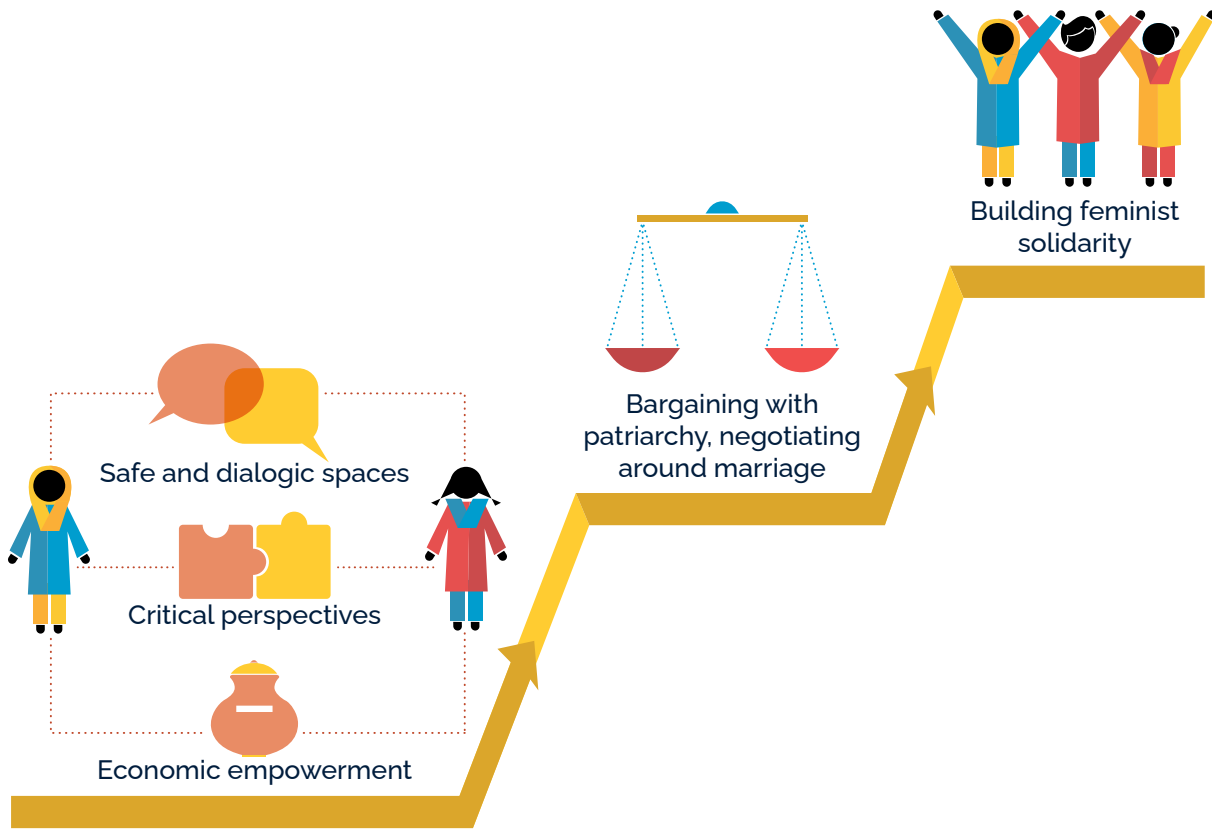 Safe and dialogic spaces
Critical perspectives
Economic empowerment
Bargaining with
patriarchy, negotiating
around marriage
Building feminist
solidarity